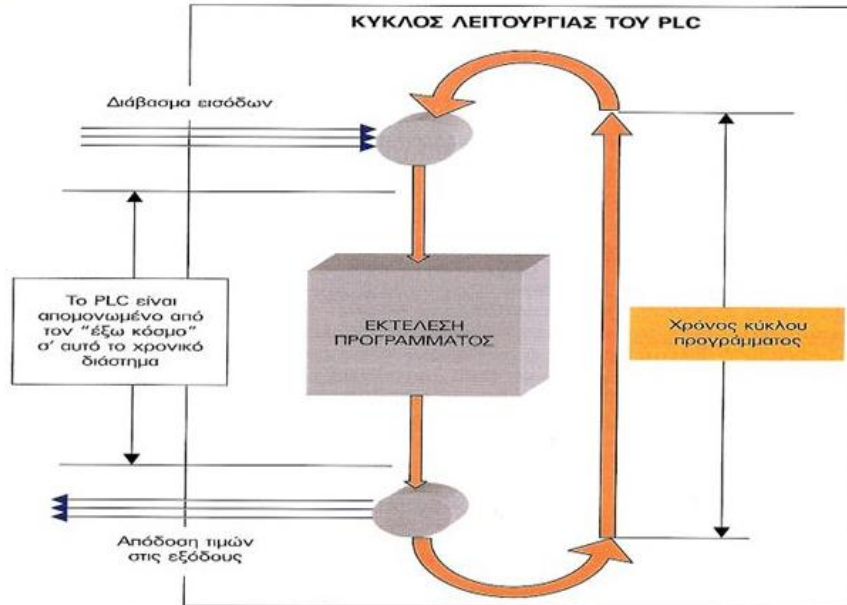 ΚΥΚΛΟΣ ΛΕΙΤΟΥΡΓΙΑΣ ΤΟΥ PLC
Διάβασμα εισόδων
Το PLC είναι
απομονωμένο από
τον "έξω κόσμο"
σ' αυτό το χρονικό
διάστημα
ΕΚΤΕΛΕΣΗ
ΠΡΟΓΡΑΜΜΑΤΟΣ
Χρόνος κύκλου
προγράμματος
Απόδοση τιμών
στις εξόδους